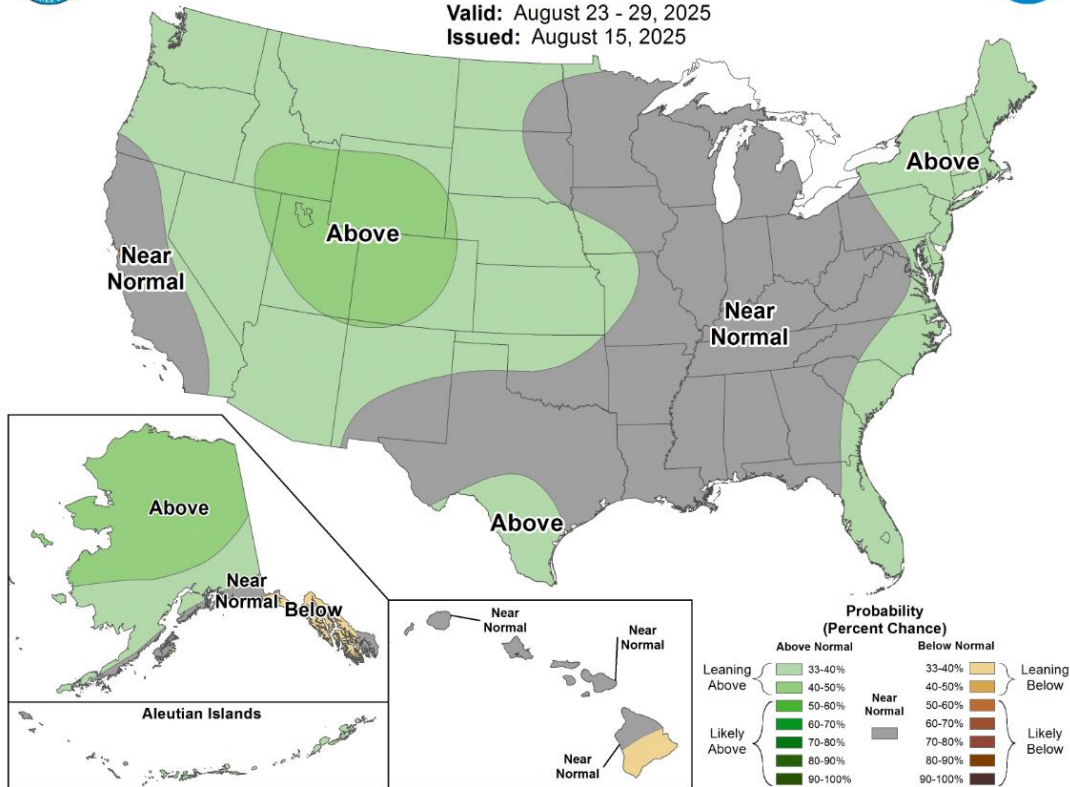 Valid: August 23 - 29, 2025
Issued: August 15, 2025
Above
Above
Near
Normal
Near
Normal
Above
Above
Near
Normal
Below
Aleutian Islands
Near
Normal
Near
Normal
Near
Normal
Probability
(Percent Chance)
Above Normal
Below Normal
Leaning
Above
33-40%
40-50%
Likely
Above
50-60%
60-70%
70-80%
80-90%
90-100%
Near
Normal
33-40%
40-50%
Leaning
Below
50-60%
60-70%
70-80%
80-90%
90-100%
Likely
Below